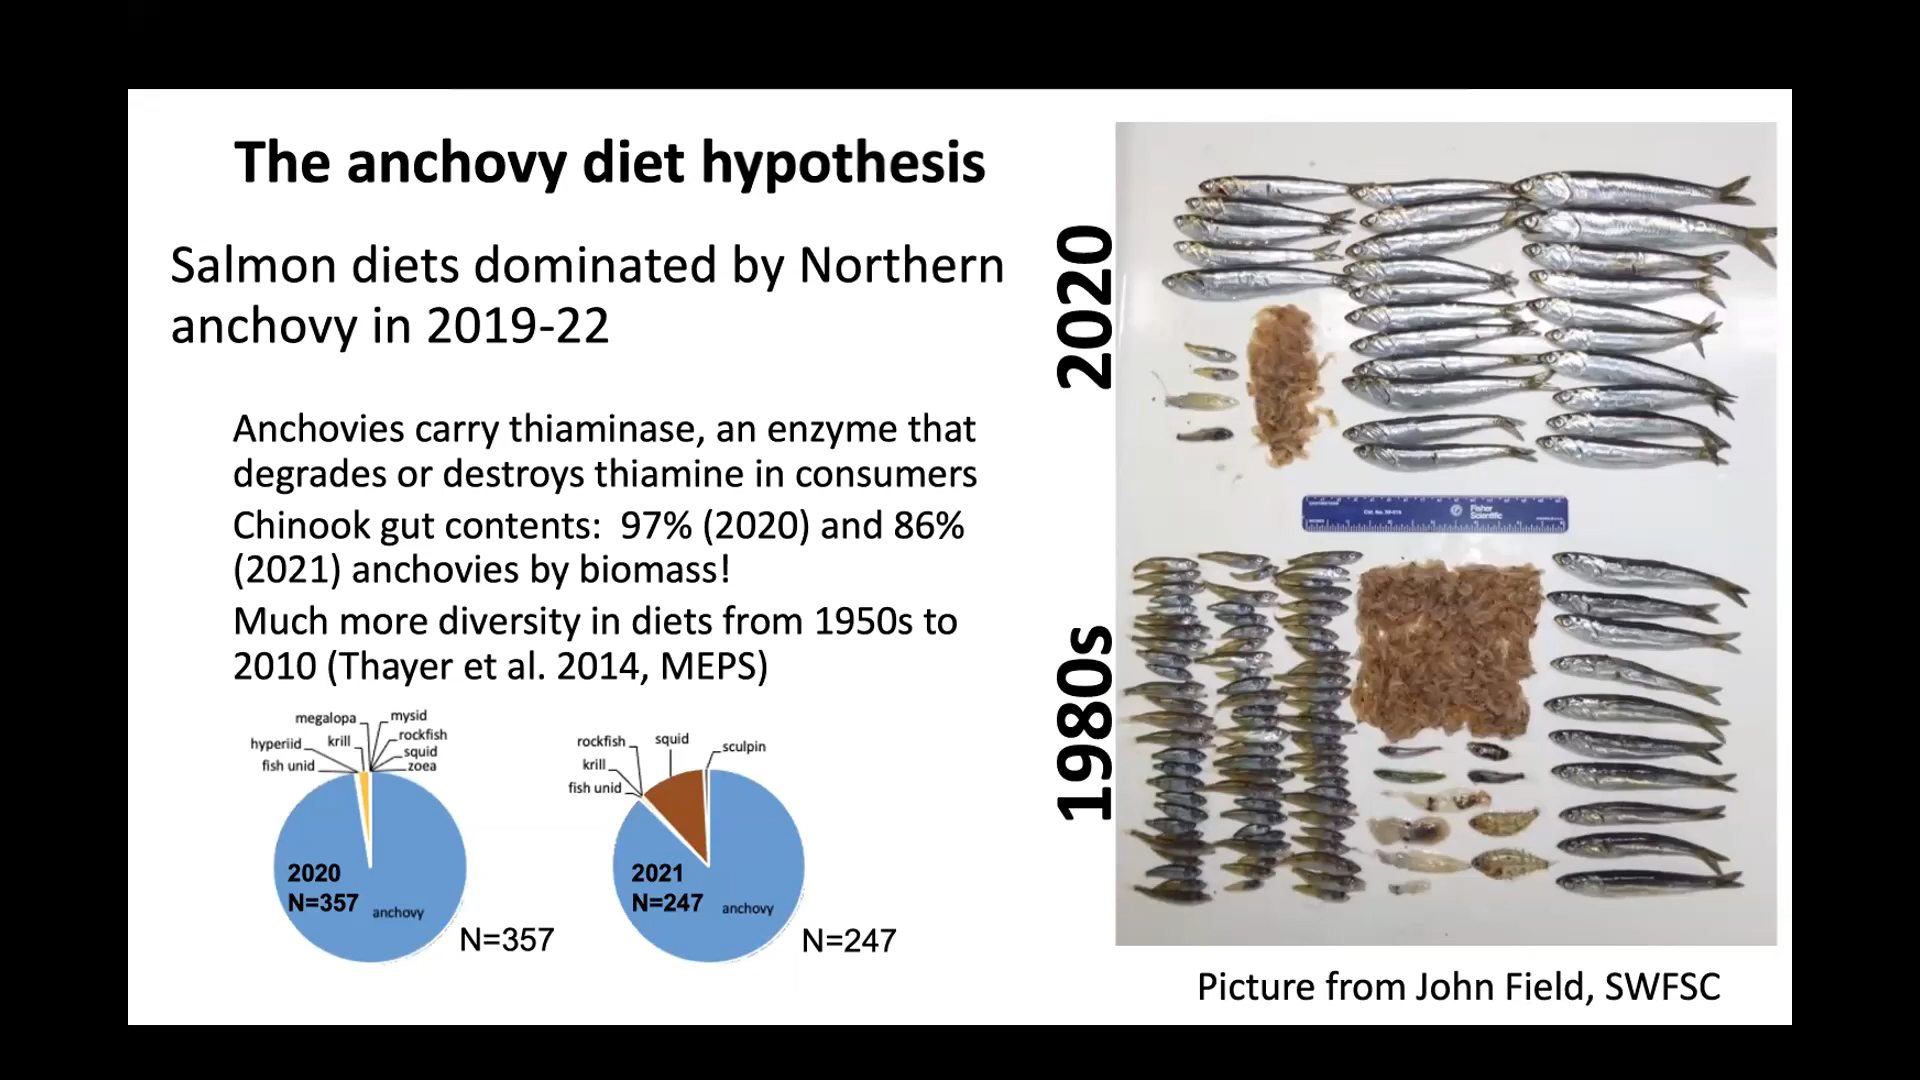 The anchovy diet hypothesis
Salmon diets dominated by Northern
anchovy in 2019-22
Anchovies carry thiaminase, an enzyme that
degrades or destroys thiamine in consumers
Chinook gut contents:  97% (2020) and 86%
(2021) anchovies by biomass!
Much more diversity in diets from 1950s to
2010 (Thayer et al. 2014, MEPS)
megalopa
mysid
hyperiid
krill
rockfish
squid
fish unid
zoea
2020
N=357
anchovy
N=357
rockfish
squid
sculpin
krill
fish unid
2021
N=247
anchovy
N=247
2020
1980s
Fisher
Scientific
Picture from John Field, SWFSC